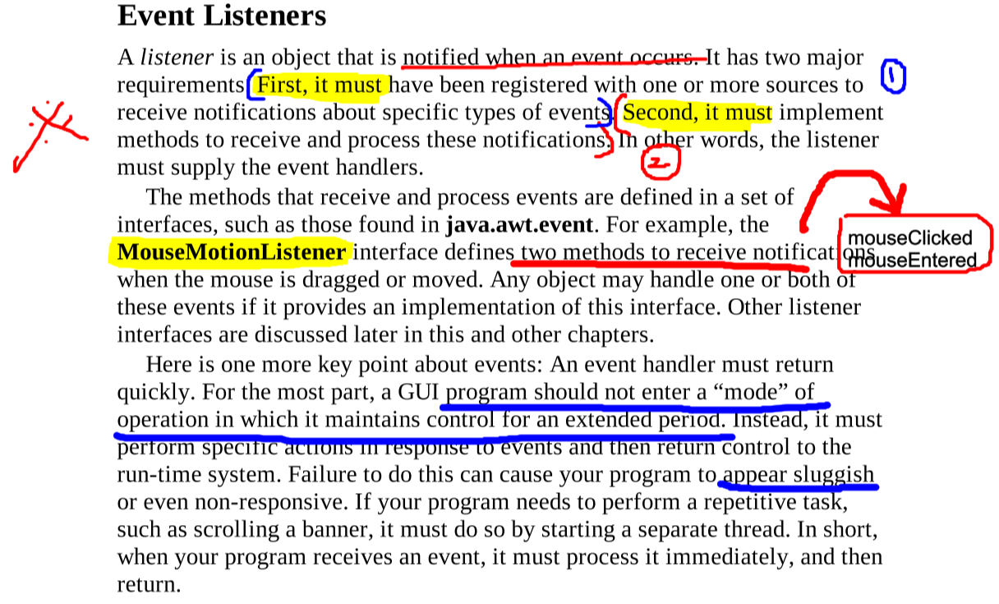 Event Listeners
A listener is an object that is notified when an event occurs. It has two major
1
requirements. First, it must have been registered with one or more sources to
receive notifications about specific types of events. Second, it must implement
methods to receive and process these notifications. In other words, the listener
2
must supply the event handlers.
The methods that receive and process events are defined in a set of
interfaces, such as those found in java.awt.event. For example, the
mouseClicked
MouseMotionListener interface defines two methods to receive notifications
mouseEntered
when the mouse is dragged or moved. Any object may handle one or both of
these events if it provides an implementation of this interface. Other listener
interfaces are discussed later in this and other chapters.
Here is one more key point about events: An event handler must return
quickly. For the most part, a GUI program should not enter a “mode” of
operation in which it maintains control for an extended period. Instead, it must
perform specific actions in response to events and then return control to the
run-time system. Failure to do this can cause your program to appear sluggish
or even non-responsive. If your program needs to perform a repetitive task,
such as scrolling a banner, it must do so by starting a separate thread. In short,
when your program receives an event, it must process it immediately, and then
return.